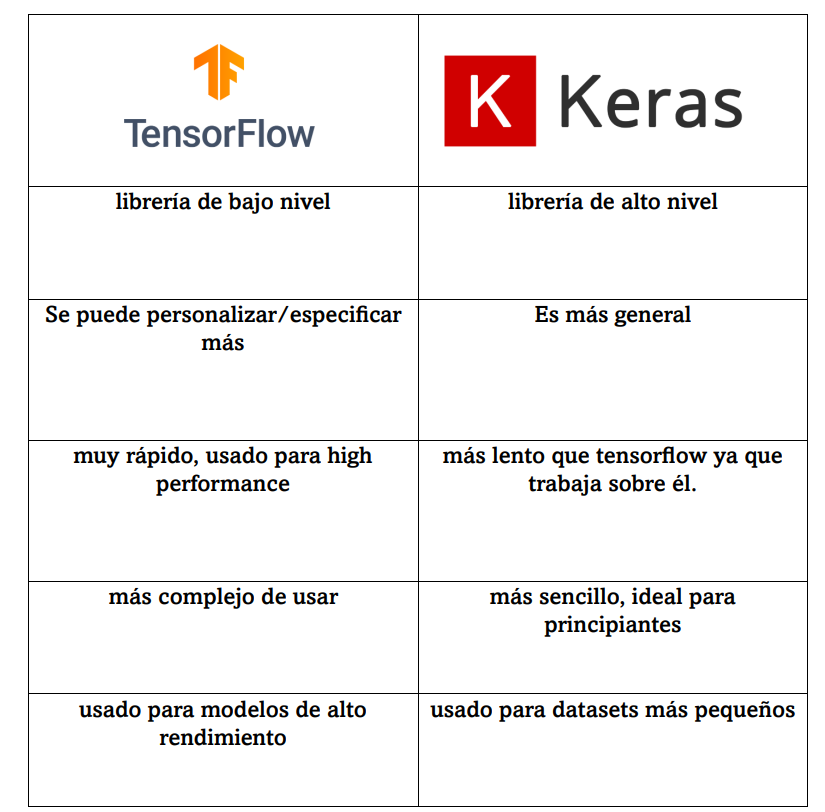 TensorFlow
K Keras
librería de bajo nivel
librería de alto nivel
Se puede personalizar/especificar
más
Es más general
muy rápido, usado para high
performance
más lento que tensorflow ya que
trabaja sobre él.
más complejo de usar
más sencillo, ideal para
principiantes
usado para modelos de alto
rendimiento
usado para datasets más pequeños